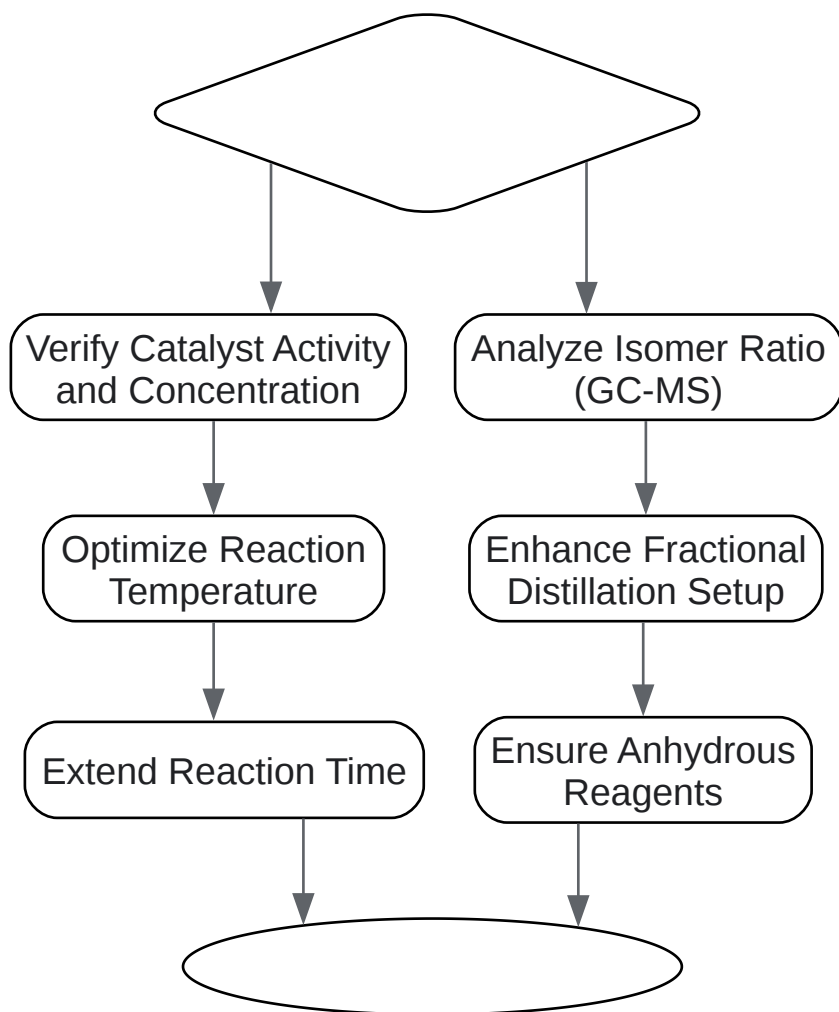 Verify Catalyst Activity
and Concentration
Analyze Isomer Ratio
(GC-MS)
Optimize Reaction
Temperature
Enhance Fractional
Distillation Setup
Extend Reaction Time
Ensure Anhydrous
Reagents